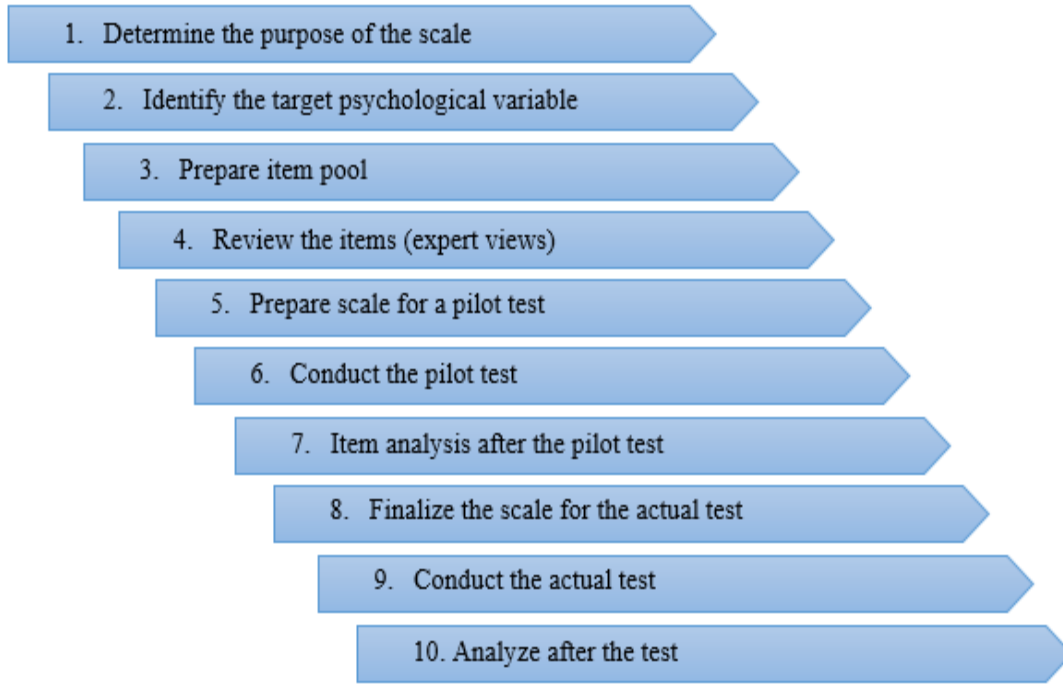 1. Determine the purpose of the scale
2. Identify the target psychological variable
3. Prepare item pool
4. Review the items (expert views)
5. Prepare scale for a pilot test
6. Conduct the pilot test
7. Item analysis after the pilot test
8. Finalize the scale for the actual test
9. Conduct the actual test
10. Analyze after the test